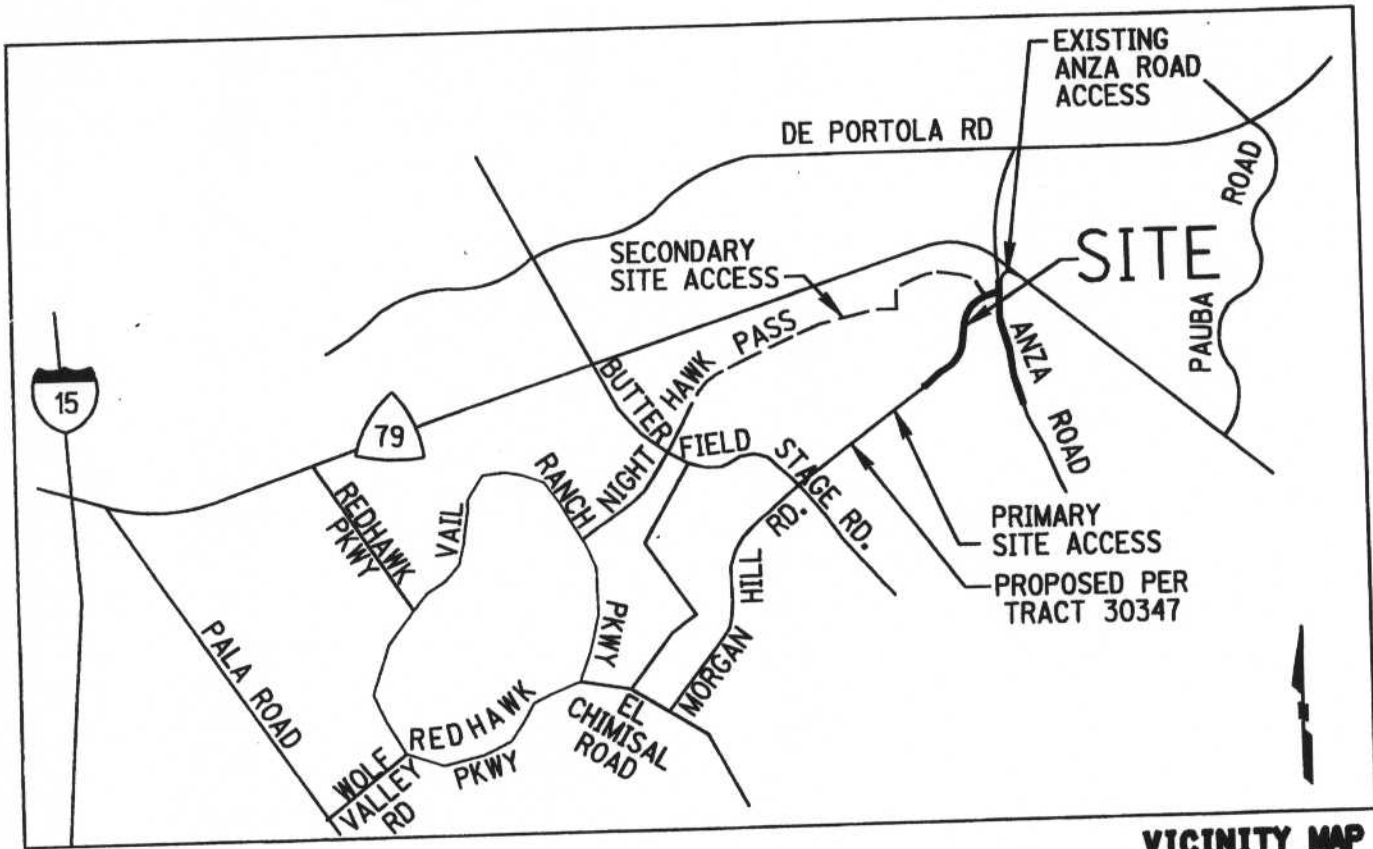 EXISTING
ANZA ROAD
ACCESS
DE PORTOLA RD
ROAD
PAUBA
SECONDARY
SITE ACCESS
SITE
NIGHT HAWK PASS
ANZA ROAD
15
79
BUTTER FIELD STAGE RD.
REDHAWK
PKWY
VAIL RANCH PKWY
PRIMARY
SITE ACCESS
PROPOSED PER
TRACT 30347
MORGAN HILL RD.
PALA ROAD
REDHAWK
PKWY
EL
CHIMISAL
ROAD
WOLF
VALLEY
RD
VICINITY MAP